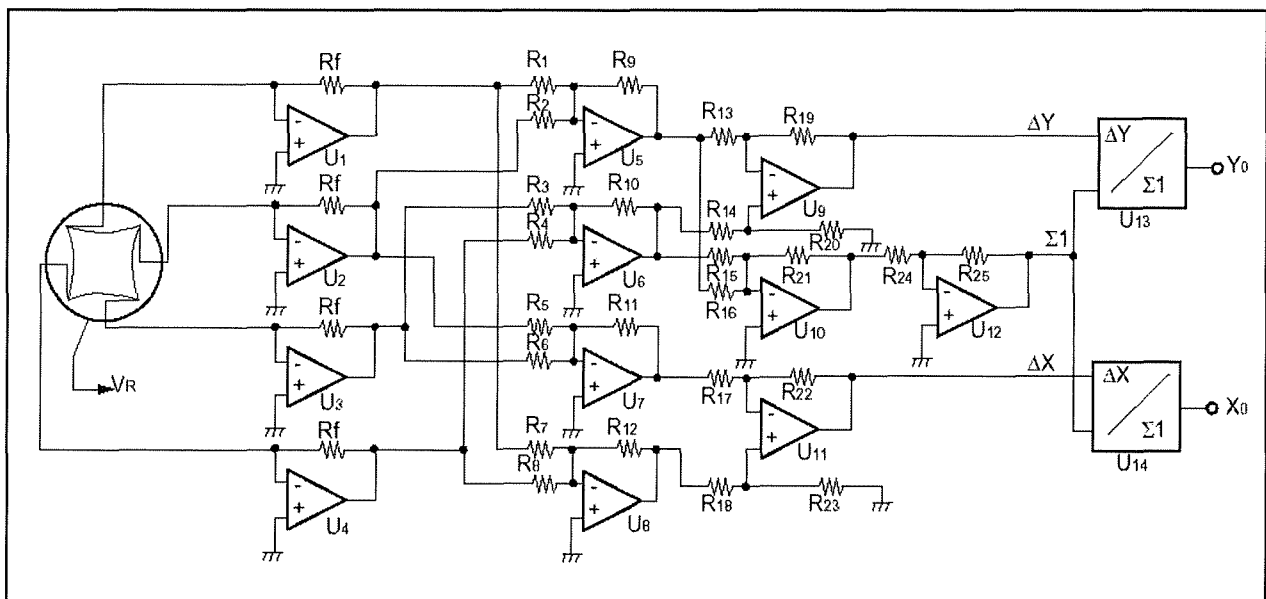 Rf
R1
R9
R2
U1
U5
R13
R19
ΔY
ΔY
Σ1
U13
Y0
Rf
R3
R10
R4
U2
U6
R14
R20
U9
R15
R16
R21
U10
R24
R25
U12
Σ1
Rf
R5
R11
R6
U3
U7
VR
R17
R22
ΔX
ΔX
Σ1
U14
X0
Rf
R7
R12
R8
U4
U8
U11
R18
R23